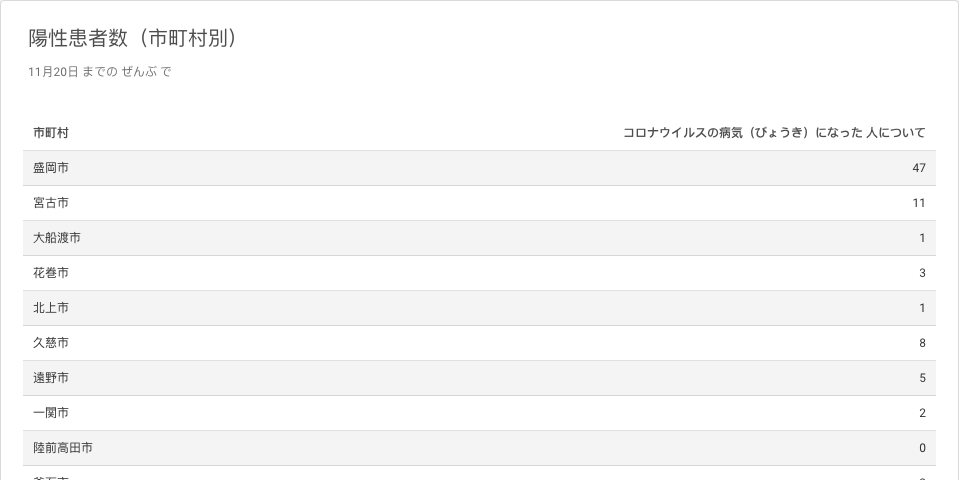 陽性患者数（市町村別）
11月20日 までの ぜんぶ で
市町村 コロナウイルスの病気（びょうき）になった 人について
盛岡市 47
宮古市 11
大船渡市 1
花巻市 3
北上市 1
久慈市 8
遠野市 5
一関市 2
陸前高田市 0